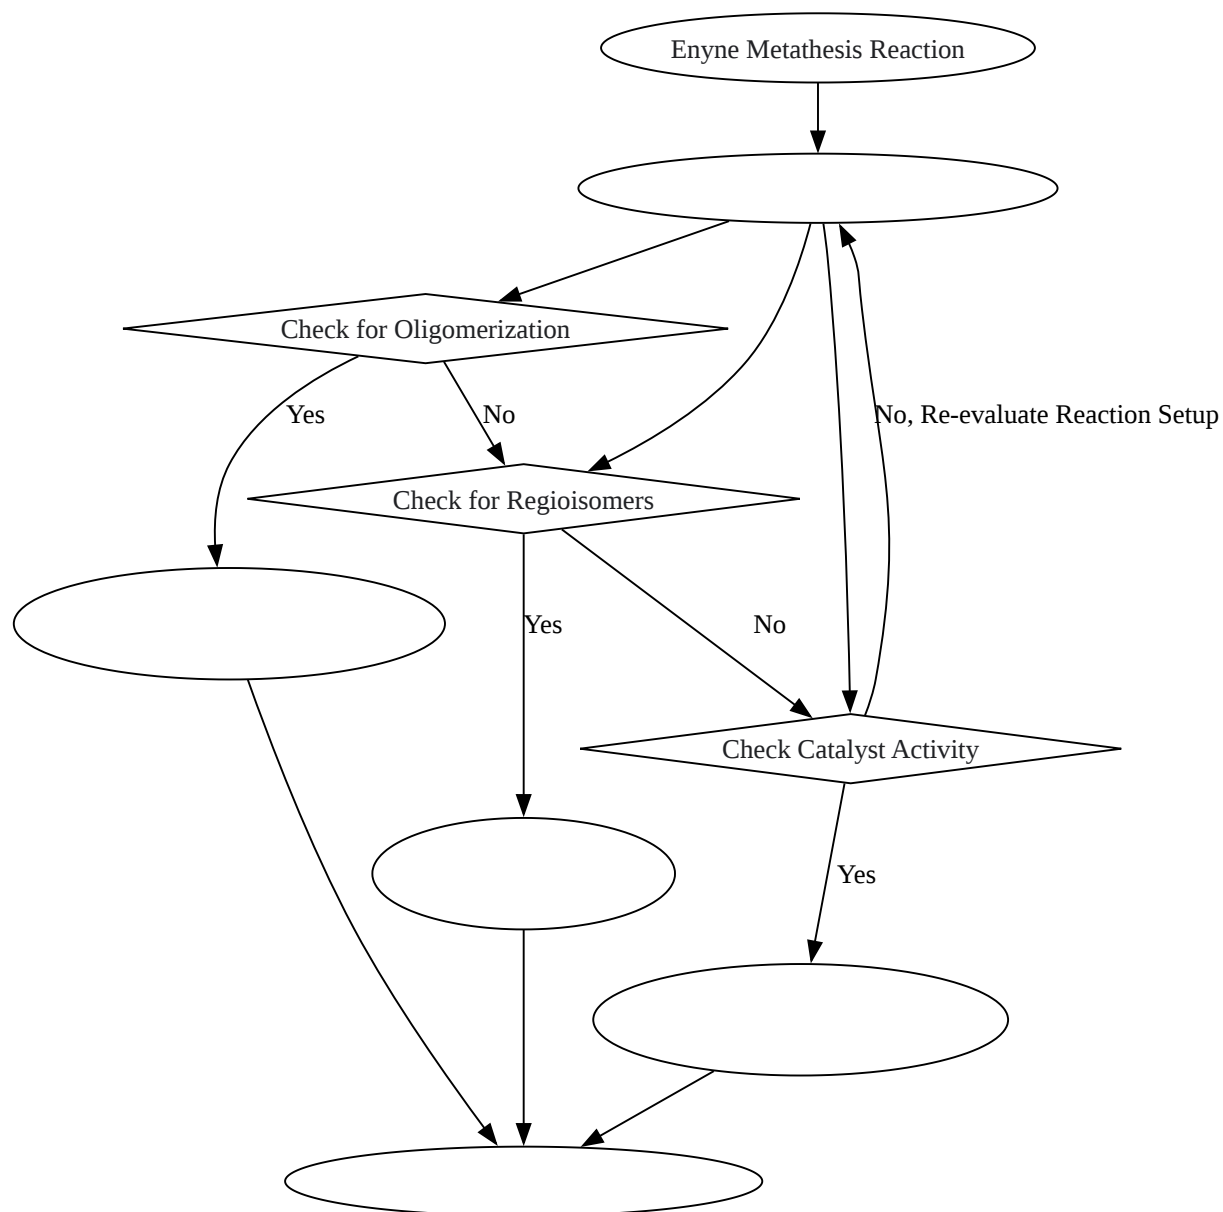 Enyne Metathesis Reaction
Check for Oligomerization
Yes
No
No, Re-evaluate Reaction Setup
Check for Regioisomers
Yes
No
Check Catalyst Activity
Yes